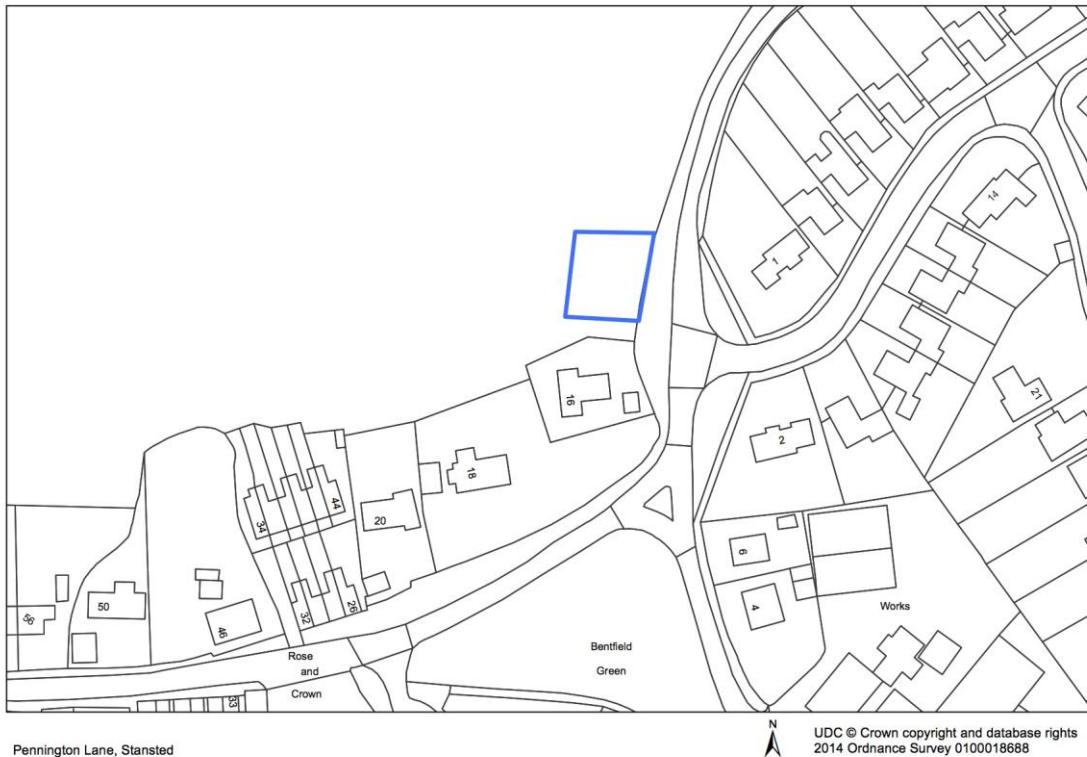 14
1
16
21
2
18
44
34
20
6
4
26
32
50
56
46
Works
Bentfield
Green
Rose
and
Crown
33
Pennington Lane, Stansted
N
UDC © Crown copyright and database rights
2014 Ordnance Survey 0100018688